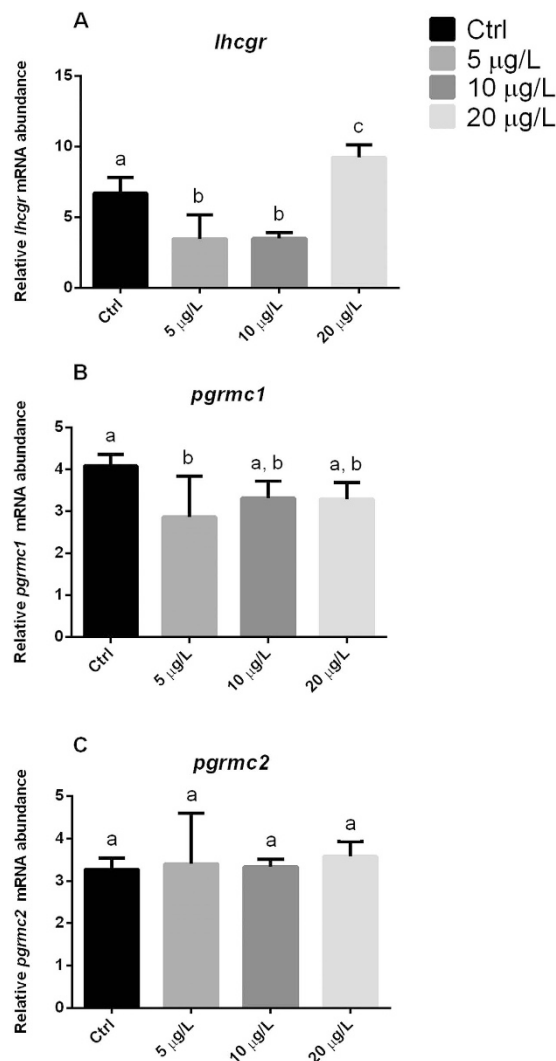 A
lhcgr
Ctrl
5 µg/L
10 µg/L
20 µg/L
Relative lhcgr mRNA abundance
15
10
5
0
a
b
b
c
Ctrl
5 µg/L
10 µg/L
20 µg/L
B
pgrmc1
Relative pgrmc1 mRNA abundance
5
4
3
2
1
0
a
b
a, b
a, b
Ctrl
5 µg/L
10 µg/L
20 µg/L
C
pgrmc2
Relative pgrmc2 mRNA abundance
5
4
3
2
1
0
a
a
a
a
Ctrl
5 µg/L
10 µg/L
20 µg/L